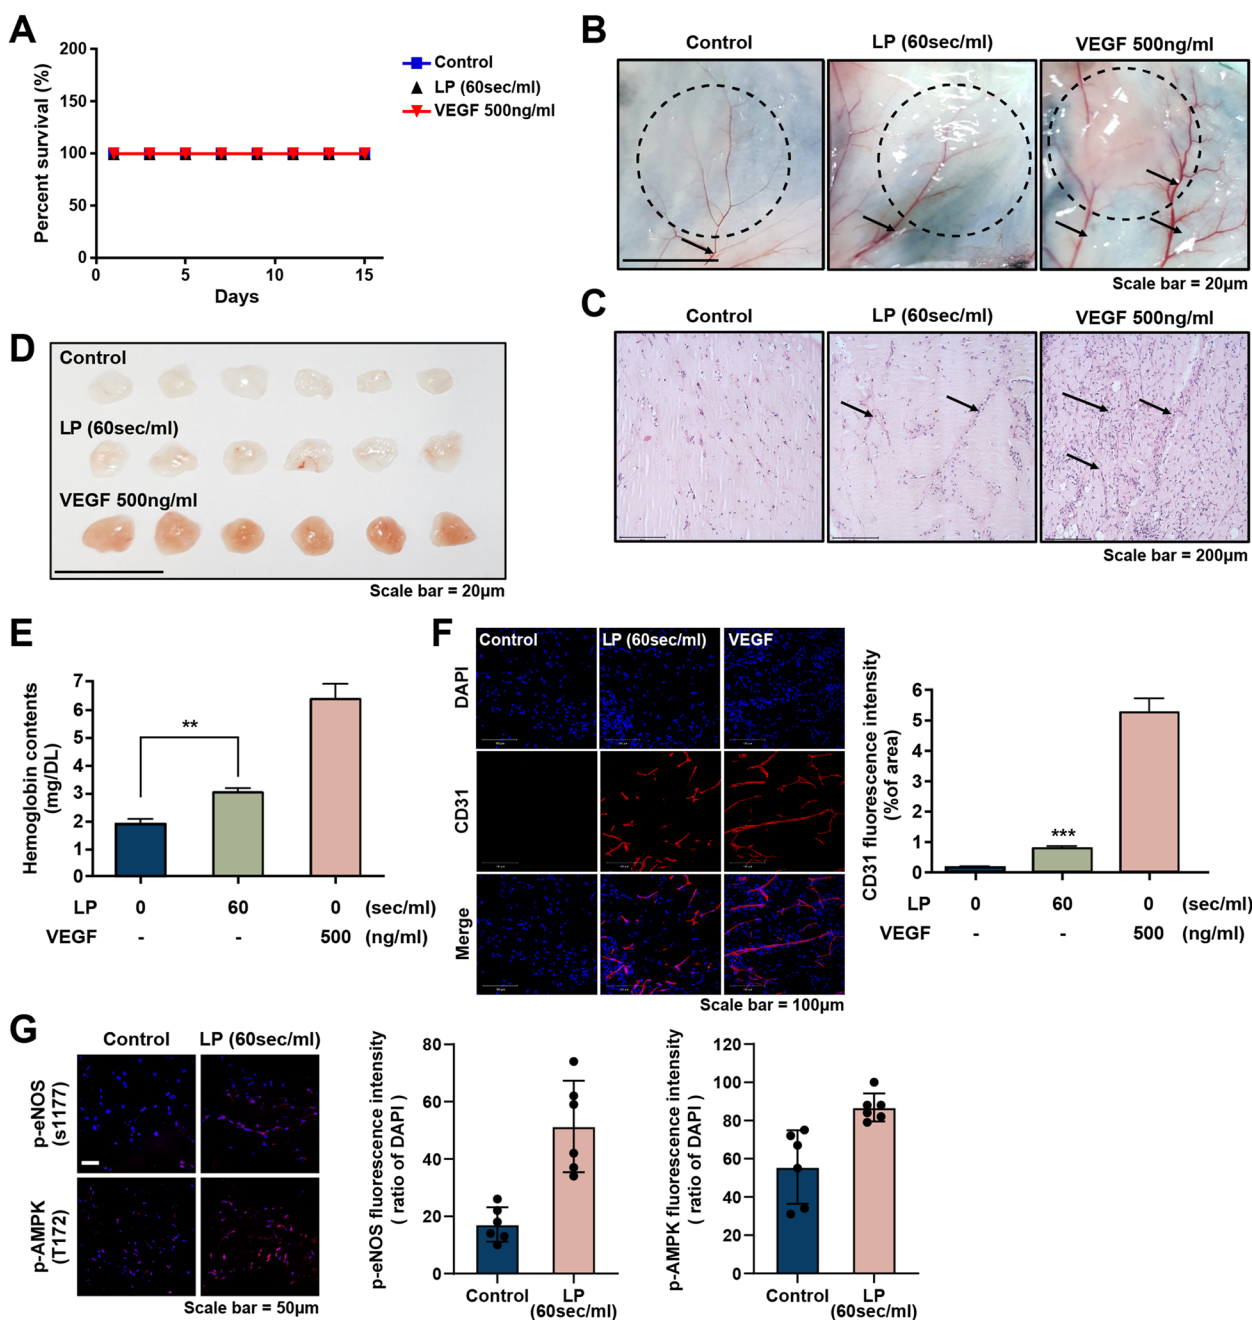 A
Percent survival (%)
200
150
100
50
0
0 5 10 15
Days
Control
LP (60sec/ml)
VEGF 500ng/ml
B
Control LP (60sec/ml) VEGF 500ng/ml
Scale bar = 20μm
C
Control LP (60sec/ml) VEGF 500ng/ml
Scale bar = 200μm
D
Control
LP (60sec/ml)
VEGF 500ng/ml
Scale bar = 20μm
E
Hemoglobin contents
(mg/DL)
7
6
5
4
3
2
1
0
**
LP 0 60 0 (sec/ml)
VEGF - - 500 (ng/ml)
F
Control LP (60sec/ml) VEGF
DAPI
CD31
Merge
Scale bar = 100μm
CD31 fluorescence intensity
(%of area)
6
5
4
3
2
1
0
***
LP 0 60 0 (sec/ml)
VEGF - - 500 (ng/ml)
G
Control LP (60sec/ml)
p-eNOS
(s1177)
p-AMPK
(T172)
Scale bar = 50μm
p-eNOS fluorescence intensity
( ratio of DAPI )
80
60
40
20
0
Control LP
(60sec/ml)
p-AMPK fluorescence intensity
( ratio of DAPI )
120
100
80
60
40
20
0
Control LP
(60sec/ml)